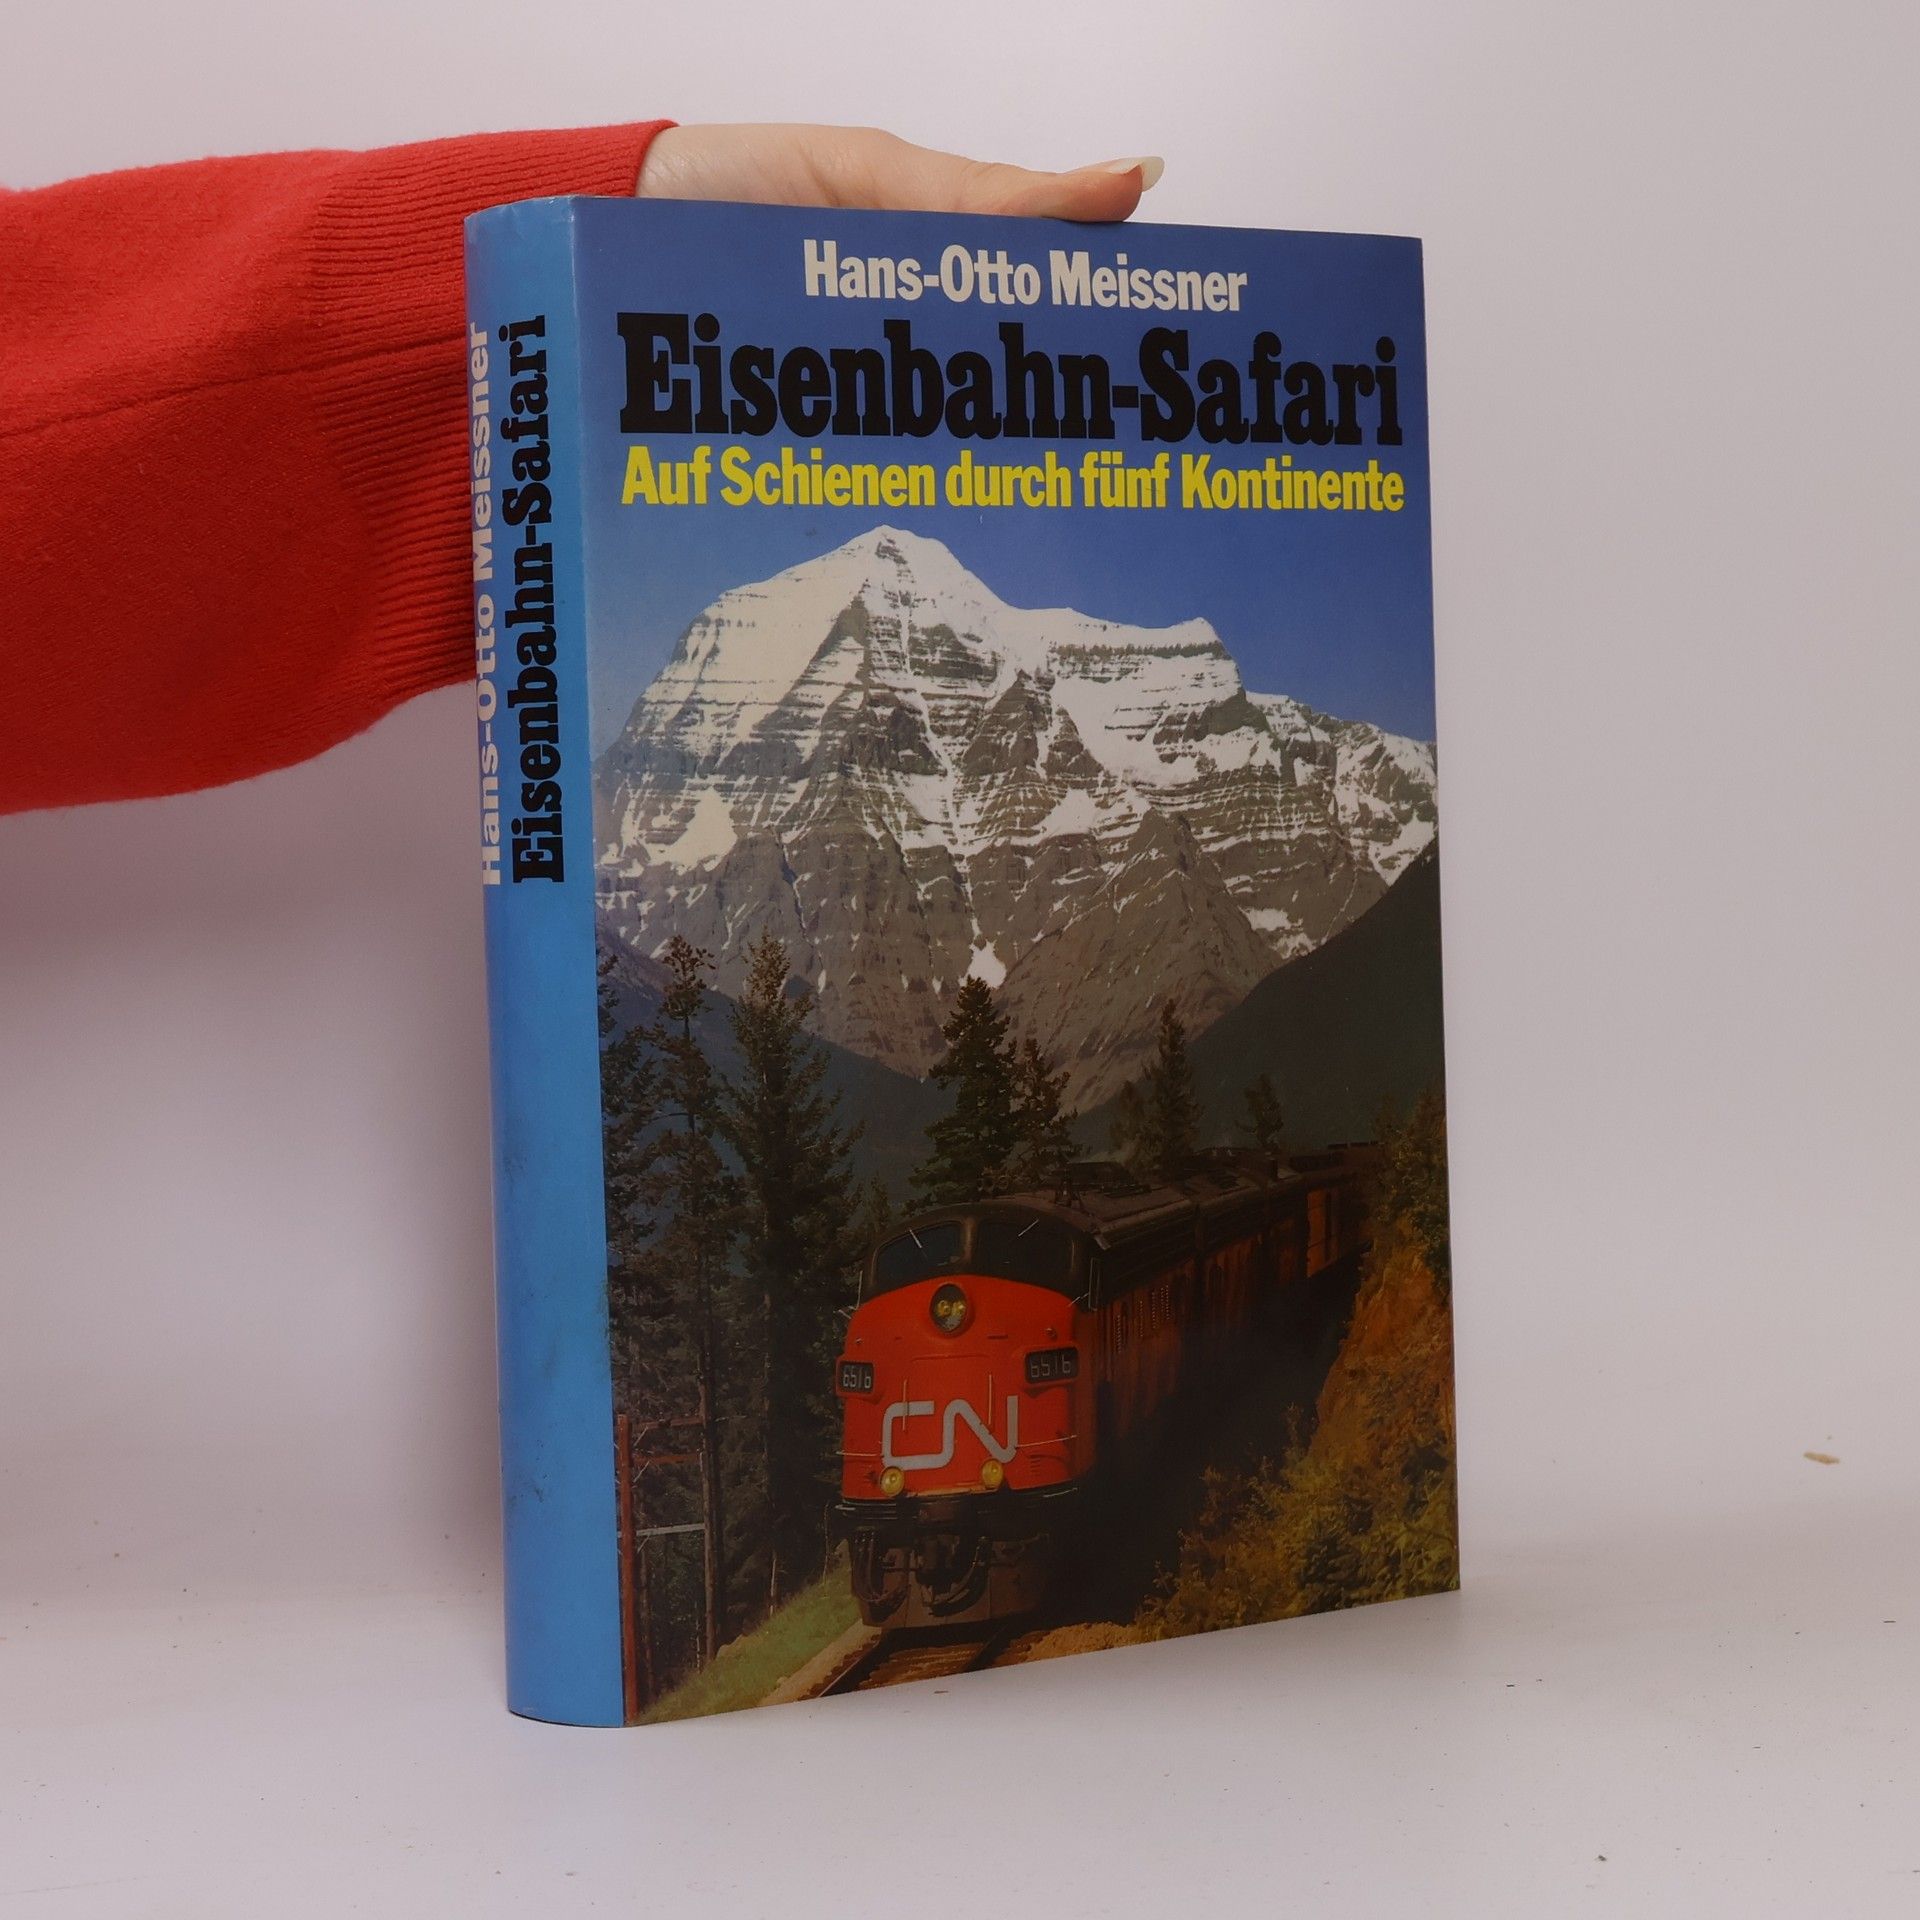 Hans-Otto Meissner
Eisenbahn-Safari
Auf Schienen durch fünf Kontinente
Hans-Otto Meissner
Eisenbahn-Safari
6516
6516
CN